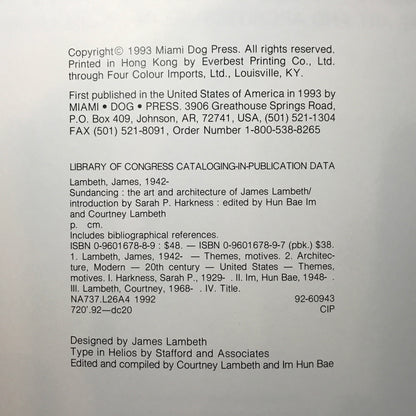 Copyright© 1993 Miami Dog Press. All rights reserved.
Printed in Hong Kong by Everbest Printing Co., Ltd.
through Four Colour Imports, Ltd., Louisville, KY.
First published in the United States of America in 1993 by
MIAMI • DOG • PRESS. 3906 Greathouse Springs Road,
P.O. Box 409, Johnson, AR, 72741, USA, (501) 521-1304
FAX (501) 521-8091, Order Number 1-800-538-8265
LIBRARY OF CONGRESS CATALOGING-IN-PUBLICATION DATA
Lambeth, James, 1942-
Sundancing : the art and architecture of James Lambeth/
introduction by Sarah P. Harkness : edited by Hun Bae Im
and Courtney Lambeth
p. cm.
Includes bibliographical references.
ISBN 0-9601678-8-9 : $48. — ISBN 0-9601678-9-7 (pbk.) $38.
1. Lambeth, James, 1942- — Themes, motives. 2. Architec-
ture, Modern — 20th century — United States — Themes,
motives. I. Harkness, Sarah P., 1929- . II. Im, Hun Bae, 1948- .
III. Lambeth, Courtney, 1968- . IV. Title.
NA737.L26A4 1992 92-60943
720'.92—dc20 CIP
Designed by James Lambeth
Type in Helios by Stafford and Associates
Edited and compiled by Courtney Lambeth and Im Hun Bae